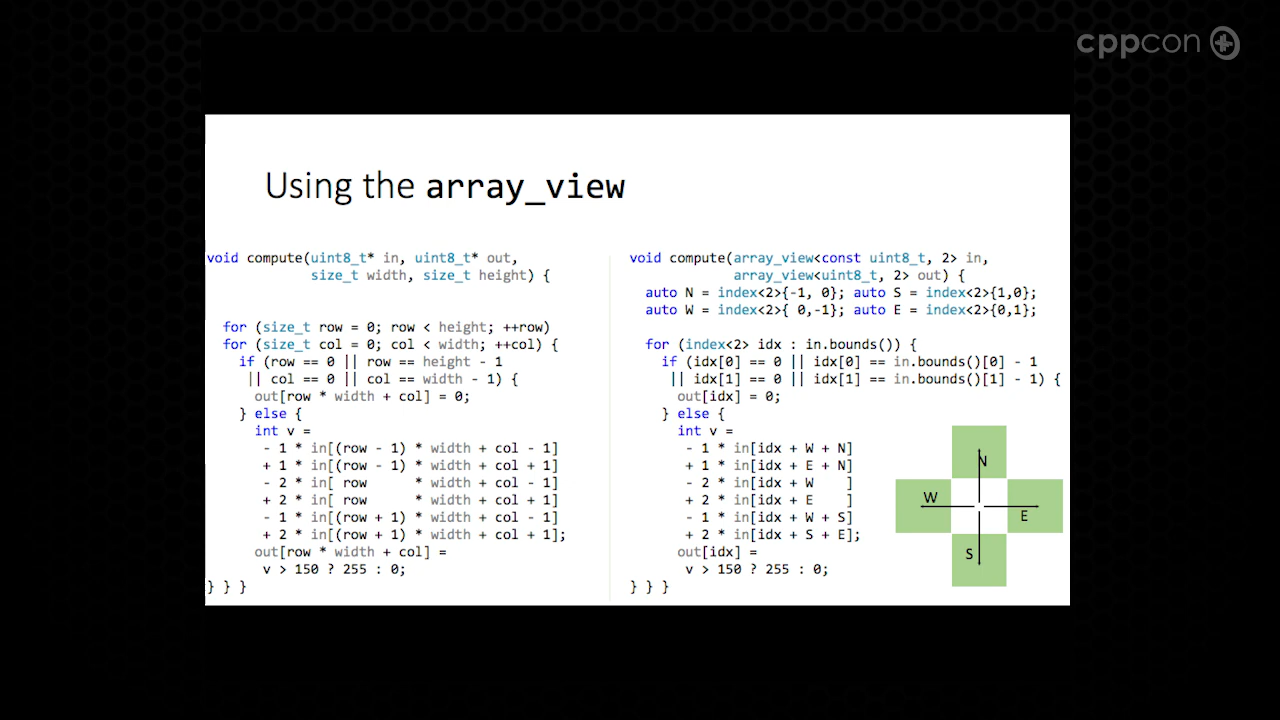 cppcon
Using the array_view
void compute(uint8_t* in, uint8_t* out,
size_t width, size_t height) {
for (size_t row = 0; row < height; ++row)
for (size_t col = 0; col < width; ++col) {
if (row == 0 || row == height - 1
|| col == 0 || col == width - 1) {
out[row * width + col] = 0;
} else {
int v =
- 1 * in[(row - 1) * width + col - 1]
+ 1 * in[(row - 1) * width + col + 1]
- 2 * in[ row * width + col - 1]
+ 2 * in[ row * width + col + 1]
- 1 * in[(row + 1) * width + col - 1]
+ 2 * in[(row + 1) * width + col + 1];
out[row * width + col] =
v > 150 ? 255 : 0;
} } }
void compute(array_view<const uint8_t, 2> in,
array_view<uint8_t, 2> out) {
auto N = index<2>{-1, 0}; auto S = index<2>{1,0};
auto W = index<2>{ 0,-1}; auto E = index<2>{0,1};
for (index<2> idx : in.bounds()) {
if (idx[0] == 0 || idx[0] == in.bounds()[0] - 1
|| idx[1] == 0 || idx[1] == in.bounds()[1] - 1) {
out[idx] = 0;
} else {
int v =
- 1 * in[idx + W + N]
+ 1 * in[idx + E + N]
- 2 * in[idx + W ]
+ 2 * in[idx + E ]
- 1 * in[idx + W + S]
+ 2 * in[idx + S + E];
out[idx] =
v > 150 ? 255 : 0;
} } }
N
W
E
S